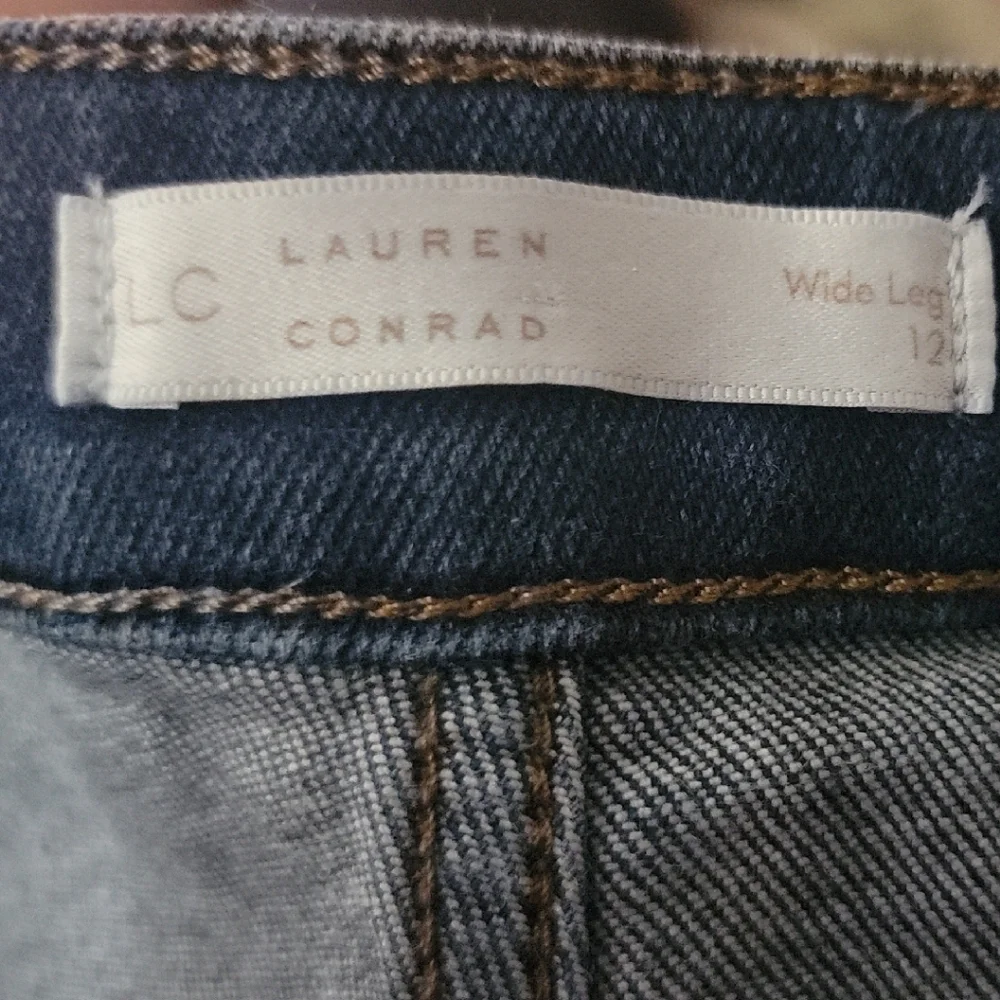 LC
LAUREN
CONRAD
Wide Leg
12